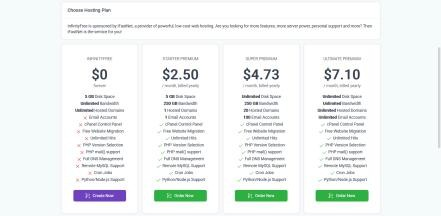 Choose Hosting Plan
InfinityFree is sponsored by iFastNet, a provider of powerful, low-cost web hosting. Are you looking for more features, more server power, personal support and more? Then
iFastNet is the service for you!
INFINITYFREE
$0
forever
5 GB Disk Space
Unlimited Bandwidth
Unlimited Hosted Domains
Email Accounts
cPanel Control Panel
Free Website Migration
Unlimited Hits
PHP Version Selection
PHP mail() support
Full DNS Management
Remote MySQL Support
Cron Jobs
Python/Node.js Support
Create Now
STARTER PREMIUM
$2.50
/ month, billed yearly
5 GB Disk Space
250 GB Bandwidth
1 Hosted Domains
1 Email Accounts
cPanel Control Panel
Free Website Migration
Unlimited Hits
PHP Version Selection
PHP mail() support
Full DNS Management
Remote MySQL Support
Cron Jobs
Python/Node.js Support
Order Now
SUPER PREMIUM
$4.73
/ month, billed yearly
Unlimited Disk Space
250 GB Bandwidth
20 Hosted Domains
100 Email Accounts
cPanel Control Panel
Free Website Migration
Unlimited Hits
PHP Version Selection
PHP mail() support
Full DNS Management
Remote MySQL Support
Cron Jobs
Python/Node.js Support
Order Now
ULTIMATE PREMIUM
$7.10
/ month, billed yearly
Unlimited Disk Space
Unlimited Bandwidth
Unlimited Hosted Domains
Unlimited Email Accounts
cPanel Control Panel
Free Website Migration
Unlimited Hits
PHP Version Selection
PHP mail() support
Full DNS Management
Remote MySQL Support
Cron Jobs
Python/Node.js Support
Order Now